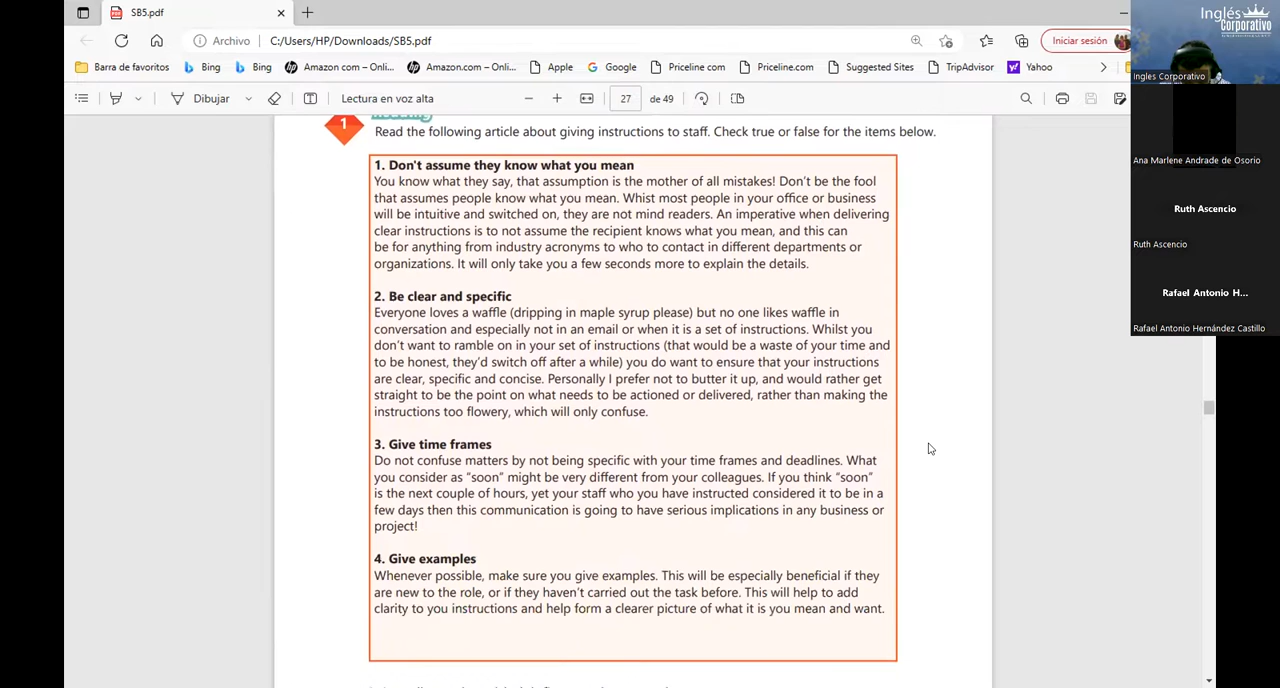 SB5.pdf
Archivo C:/Users/HP/Downloads/SB5.pdf
Iniciar sesión
Barra de favoritos Bing Bing Amazon com – Onli... Amazon.com – Onli... Apple Google Priceline com Priceline.com Suggested Sites TripAdvisor Yahoo
Dibujar Lectura en voz alta 27 de 49
Inglés
Corporativo
Ingles Corporativo
Ana Marlene Andrade de Osorio
Ruth Ascencio
Ruth Ascencio
Rafael Antonio H...
Rafael Antonio Hernández Castillo
1
Read the following article about giving instructions to staff. Check true or false for the items below.
1. Don't assume they know what you mean
You know what they say, that assumption is the mother of all mistakes! Don't be the fool
that assumes people know what you mean. Whist most people in your office or business
will be intuitive and switched on, they are not mind readers. An imperative when delivering
clear instructions is to not assume the recipient knows what you mean, and this can
be for anything from industry acronyms to who to contact in different departments or
organizations. It will only take you a few seconds more to explain the details.
2. Be clear and specific
Everyone loves a waffle (dripping in maple syrup please) but no one likes waffle in
conversation and especially not in an email or when it is a set of instructions. Whilst you
don't want to ramble on in your set of instructions (that would be a waste of your time and
to be honest, they'd switch off after a while) you do want to ensure that your instructions
are clear, specific and concise. Personally I prefer not to butter it up, and would rather get
straight to be the point on what needs to be actioned or delivered, rather than making the
instructions too flowery, which will only confuse.
3. Give time frames
Do not confuse matters by not being specific with your time frames and deadlines. What
you consider as “soon” might be very different from your colleagues. If you think “soon”
is the next couple of hours, yet your staff who you have instructed considered it to be in a
few days then this communication is going to have serious implications in any business or
project!
4. Give examples
Whenever possible, make sure you give examples. This will be especially beneficial if they
are new to the role, or if they haven't carried out the task before. This will help to add
clarity to you instructions and help form a clearer picture of what it is you mean and want.